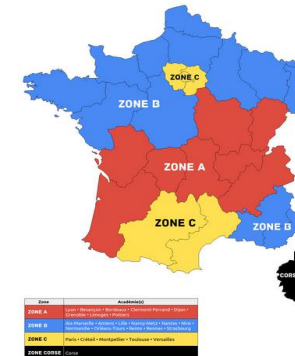 ZONE C
ZONE B
ZONE A
ZONE C
ZONE B
CORSE
Zone Académie(s)
ZONE A Lyon • Besançon • Bordeaux • Clermont-Ferrand • Dijon •
Grenoble • Limoges • Poitiers
ZONE B Aix-Marseille • Amiens • Lille • Nancy-Metz • Nantes • Nice •
Normandie • Orléans-Tours • Reims • Rennes • Strasbourg
ZONE C Paris • Créteil • Montpellier • Toulouse • Versailles
ZONE CORSE Corse